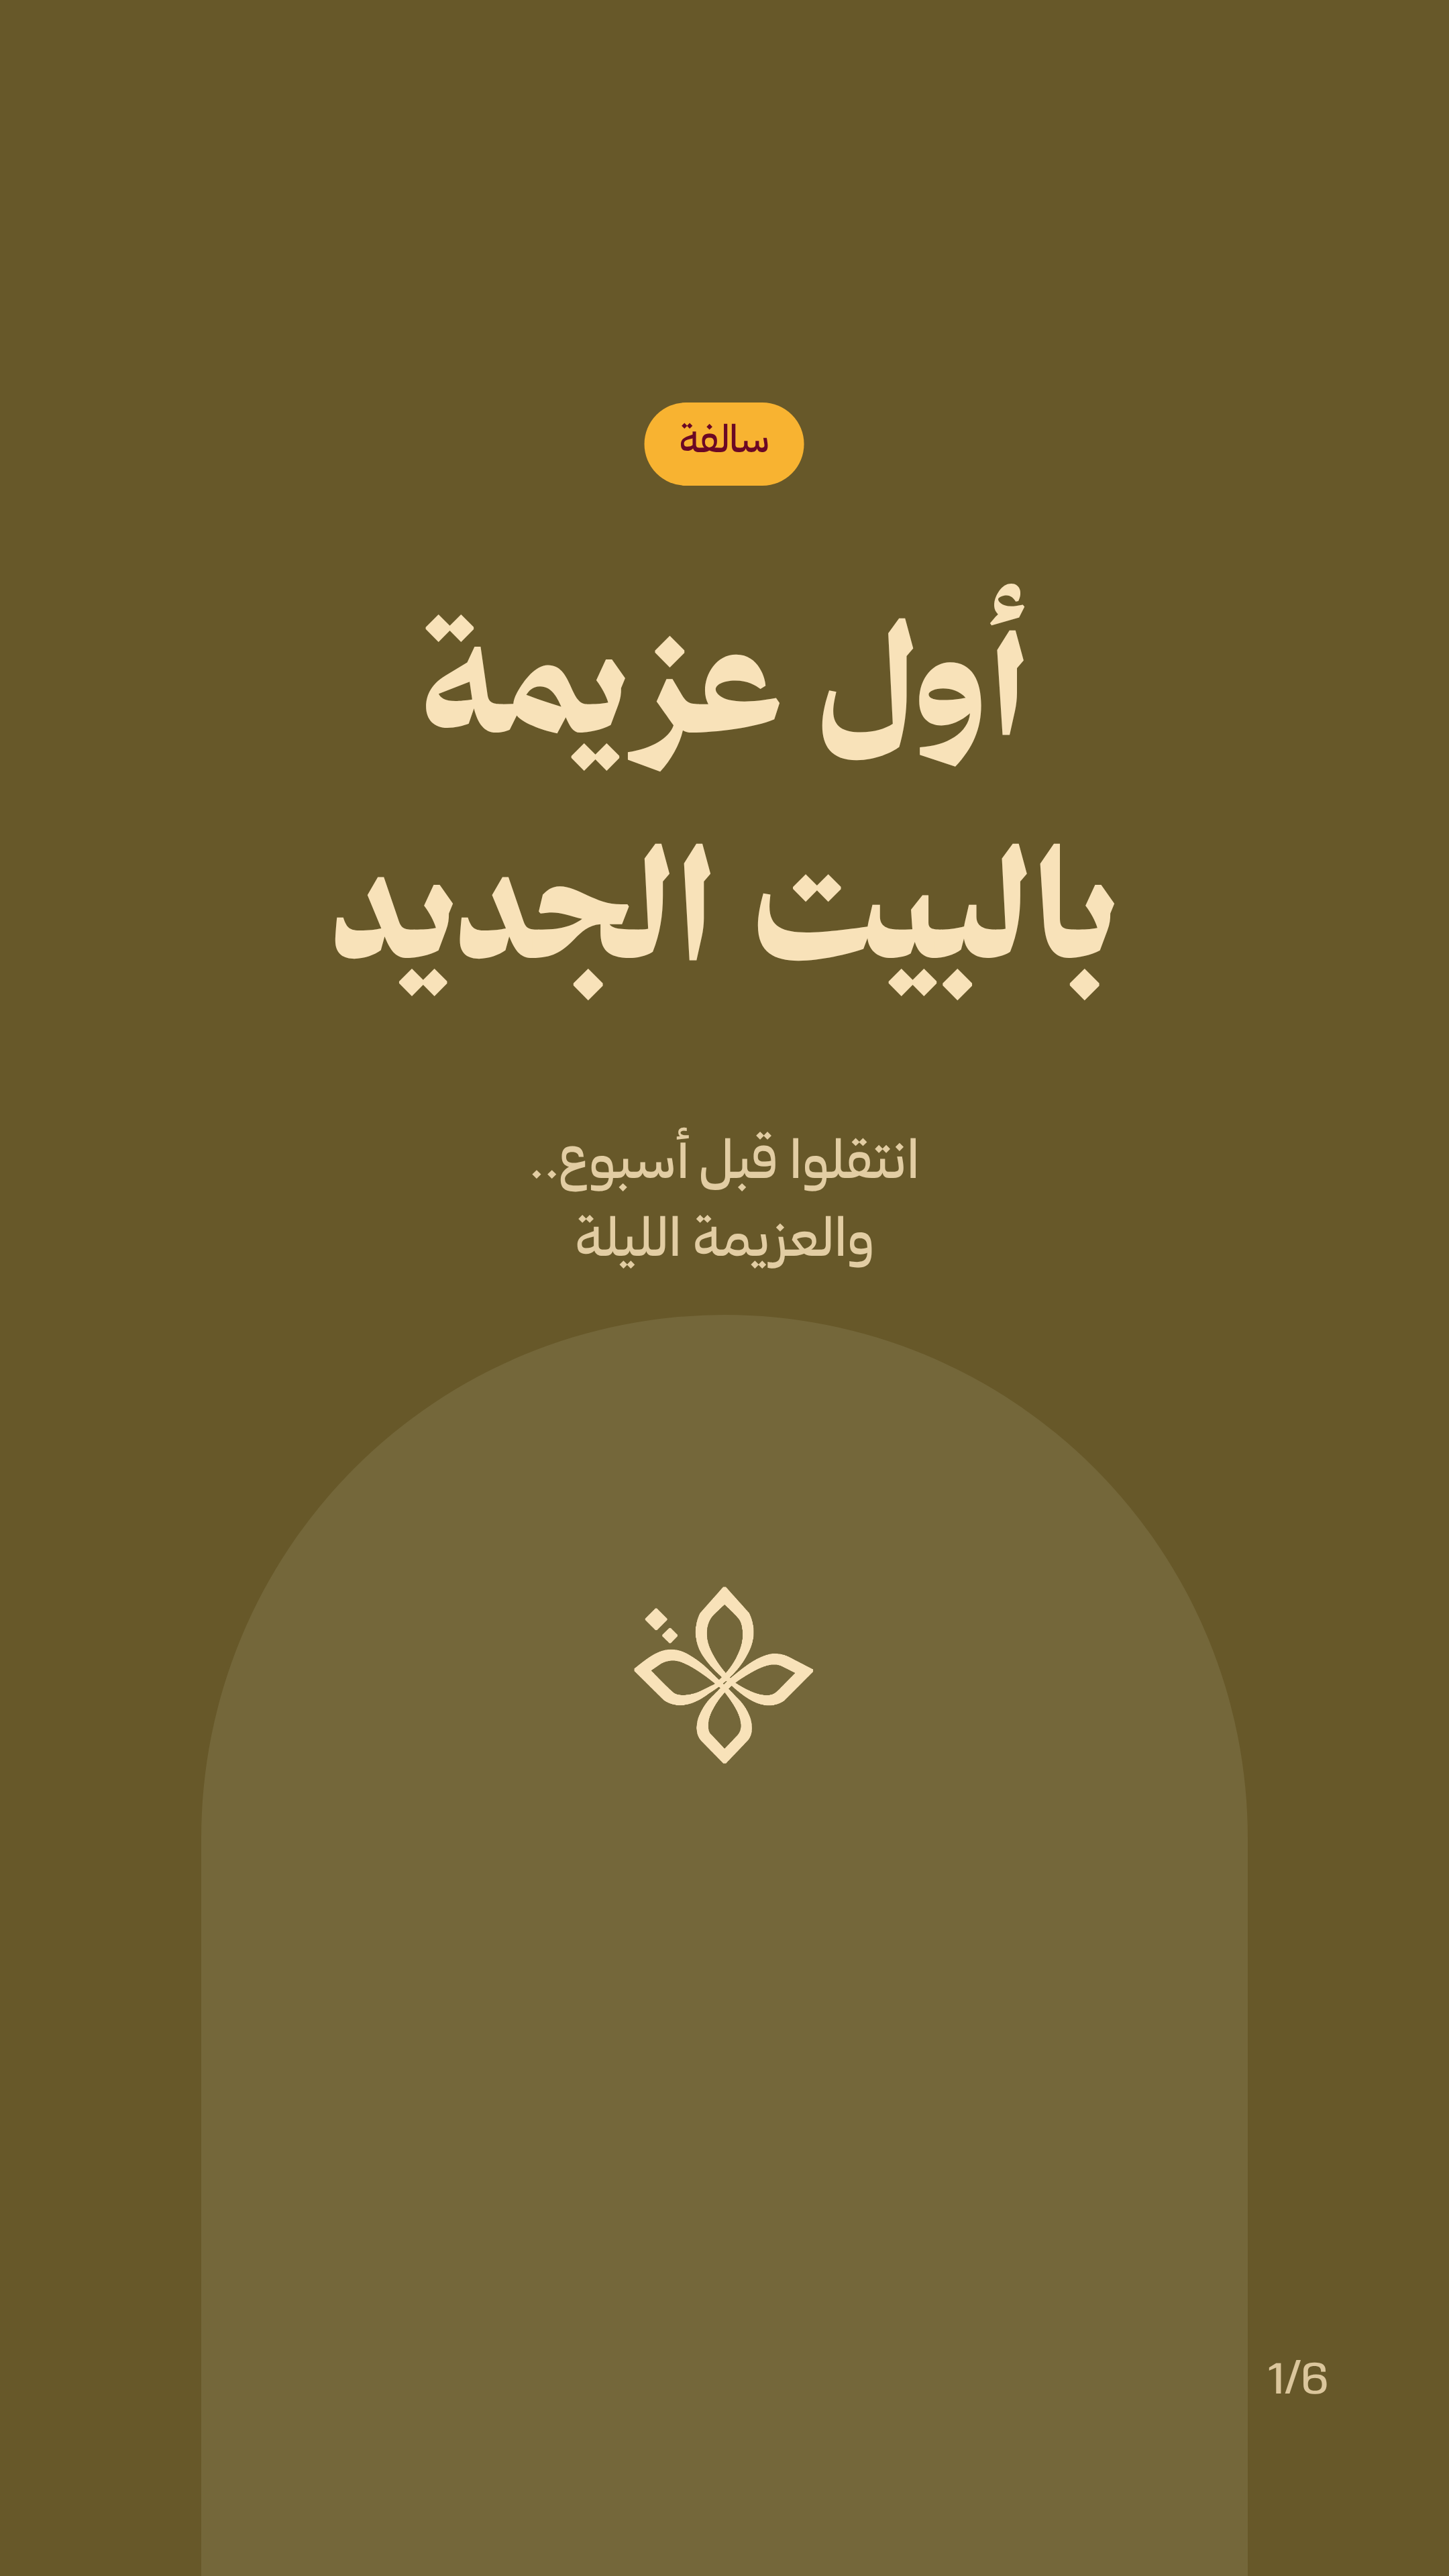 سالفة
أول عزيمة
بالبيت الجديد
انتقلوا قبل أسبوع..
والعزيمة الليلة
1/6